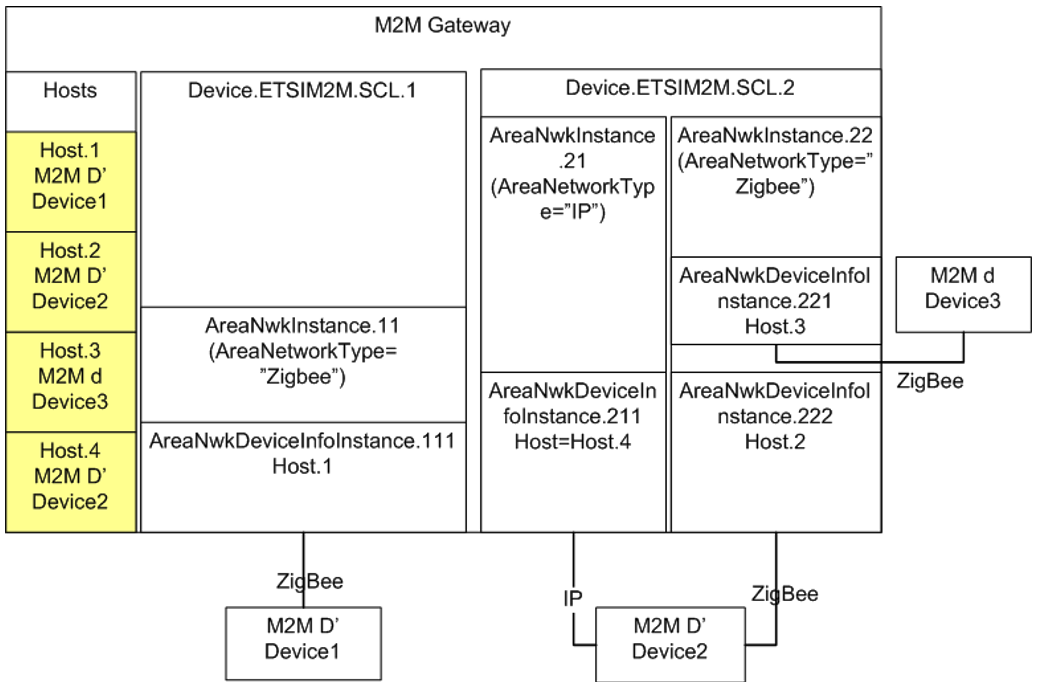 M2M Gateway
Hosts
Host.1
M2M D’
Device1
Host.2
M2M D’
Device2
Host.3
M2M d
Device3
Host.4
M2M D’
Device2
Device.ETSIM2M.SCL.1
AreaNwkInstance.11
(AreaNetworkType=
”Zigbee”)
AreaNwkDeviceInfoInstance.111
Host.1
Device.ETSIM2M.SCL.2
AreaNwkInstance
.21
(AreaNetworkTyp
e=”IP”)
AreaNwkDeviceIn
foInstance.211
Host=Host.4
AreaNwkInstance.22
(AreaNetworkType=”
Zigbee”)
AreaNwkDeviceInfoI
nstance.221
Host.3
AreaNwkDeviceInfoI
nstance.222
Host.2
M2M d
Device3
ZigBee
ZigBee
M2M D’
Device1
IP
ZigBee
M2M D’
Device2